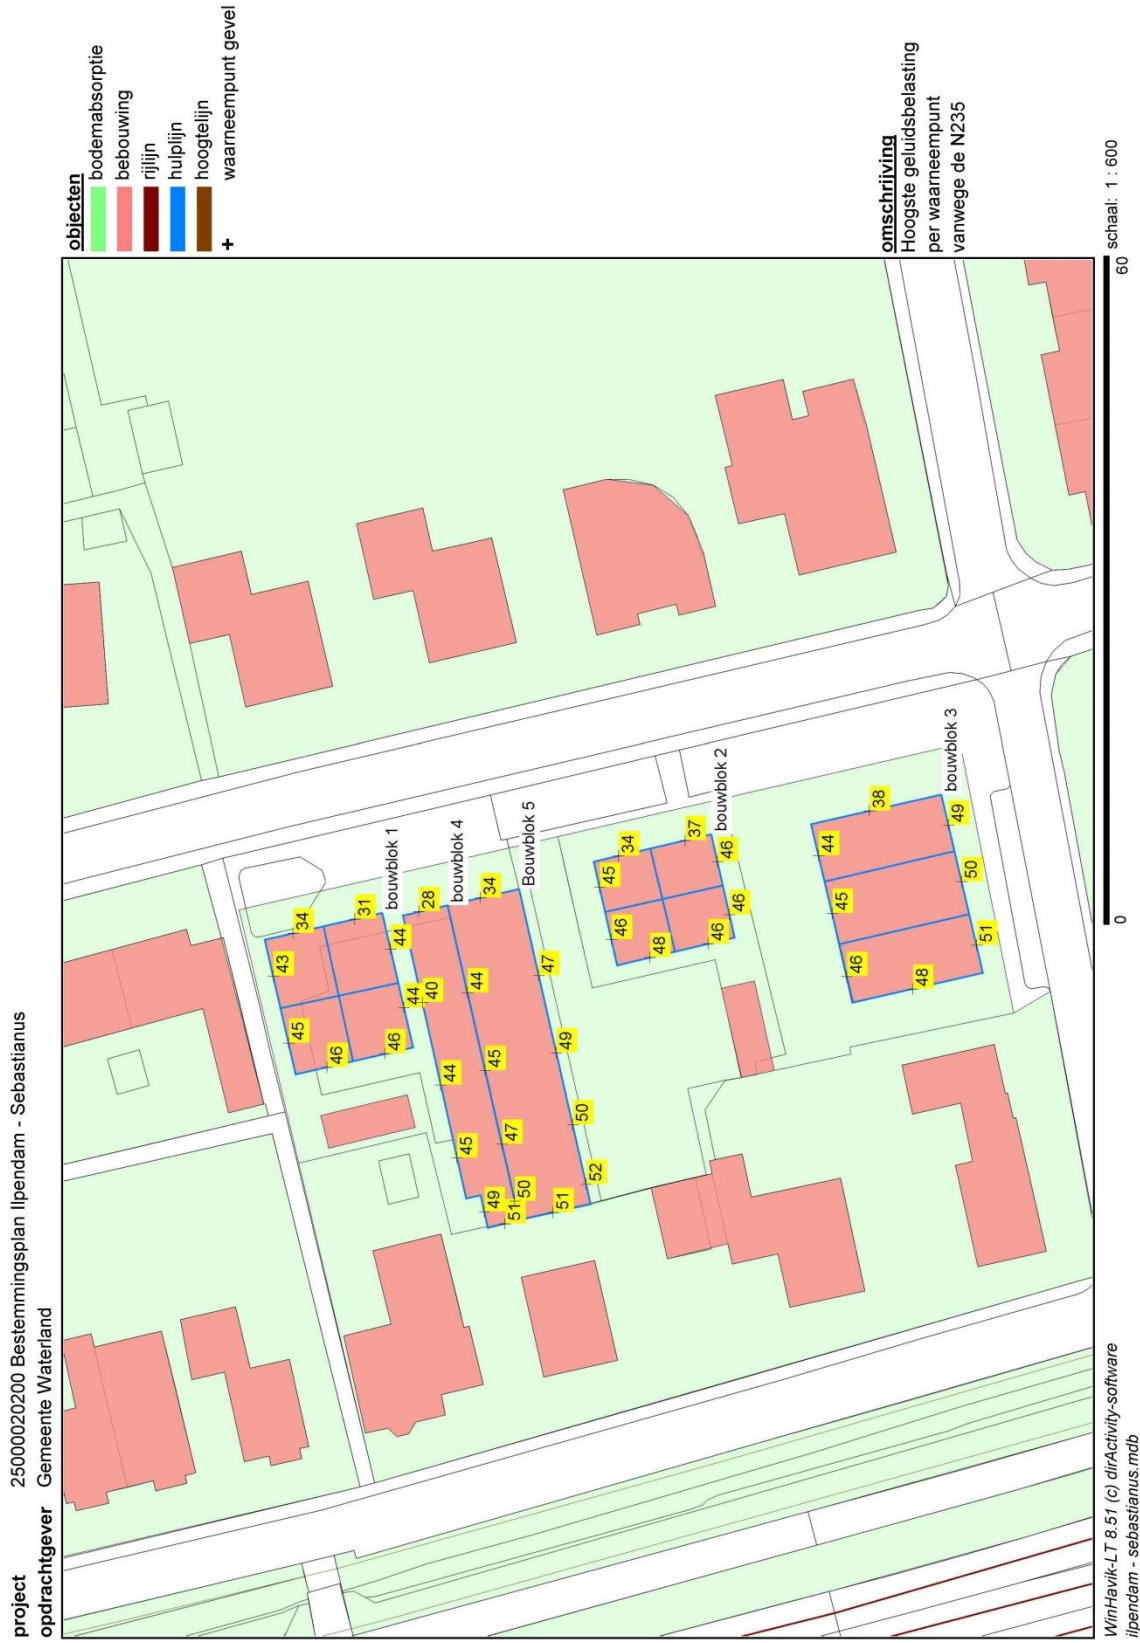 project 25000020200 Bestemmingsplan Ilpendam - Sebastianus
opdrachtgever Gemeente Waterland
objecten
bodemabsorptie
bebouwing
rijlijn
hulplijn
hoogtelijn
+ waarneempunt gevel
omschrijving
Hoogste geluidsbelasting
per waarneempunt
vanwege de N235
43
34
45
31
46
46
44
44
bouwblok 1
28
40
44
45
49
51
bouwblok 4
34
44
45
47
50
51
47
49
50
52
Bouwblok 5
45
34
46
37
48
46
46
46
bouwblok 2
44
38
45
46
48
49
50
51
bouwblok 3
0
60
schaal: 1 : 600
WinHavik-LT 8.51 (c) dirActivity-software
ilpendam - sebastianus.mdb